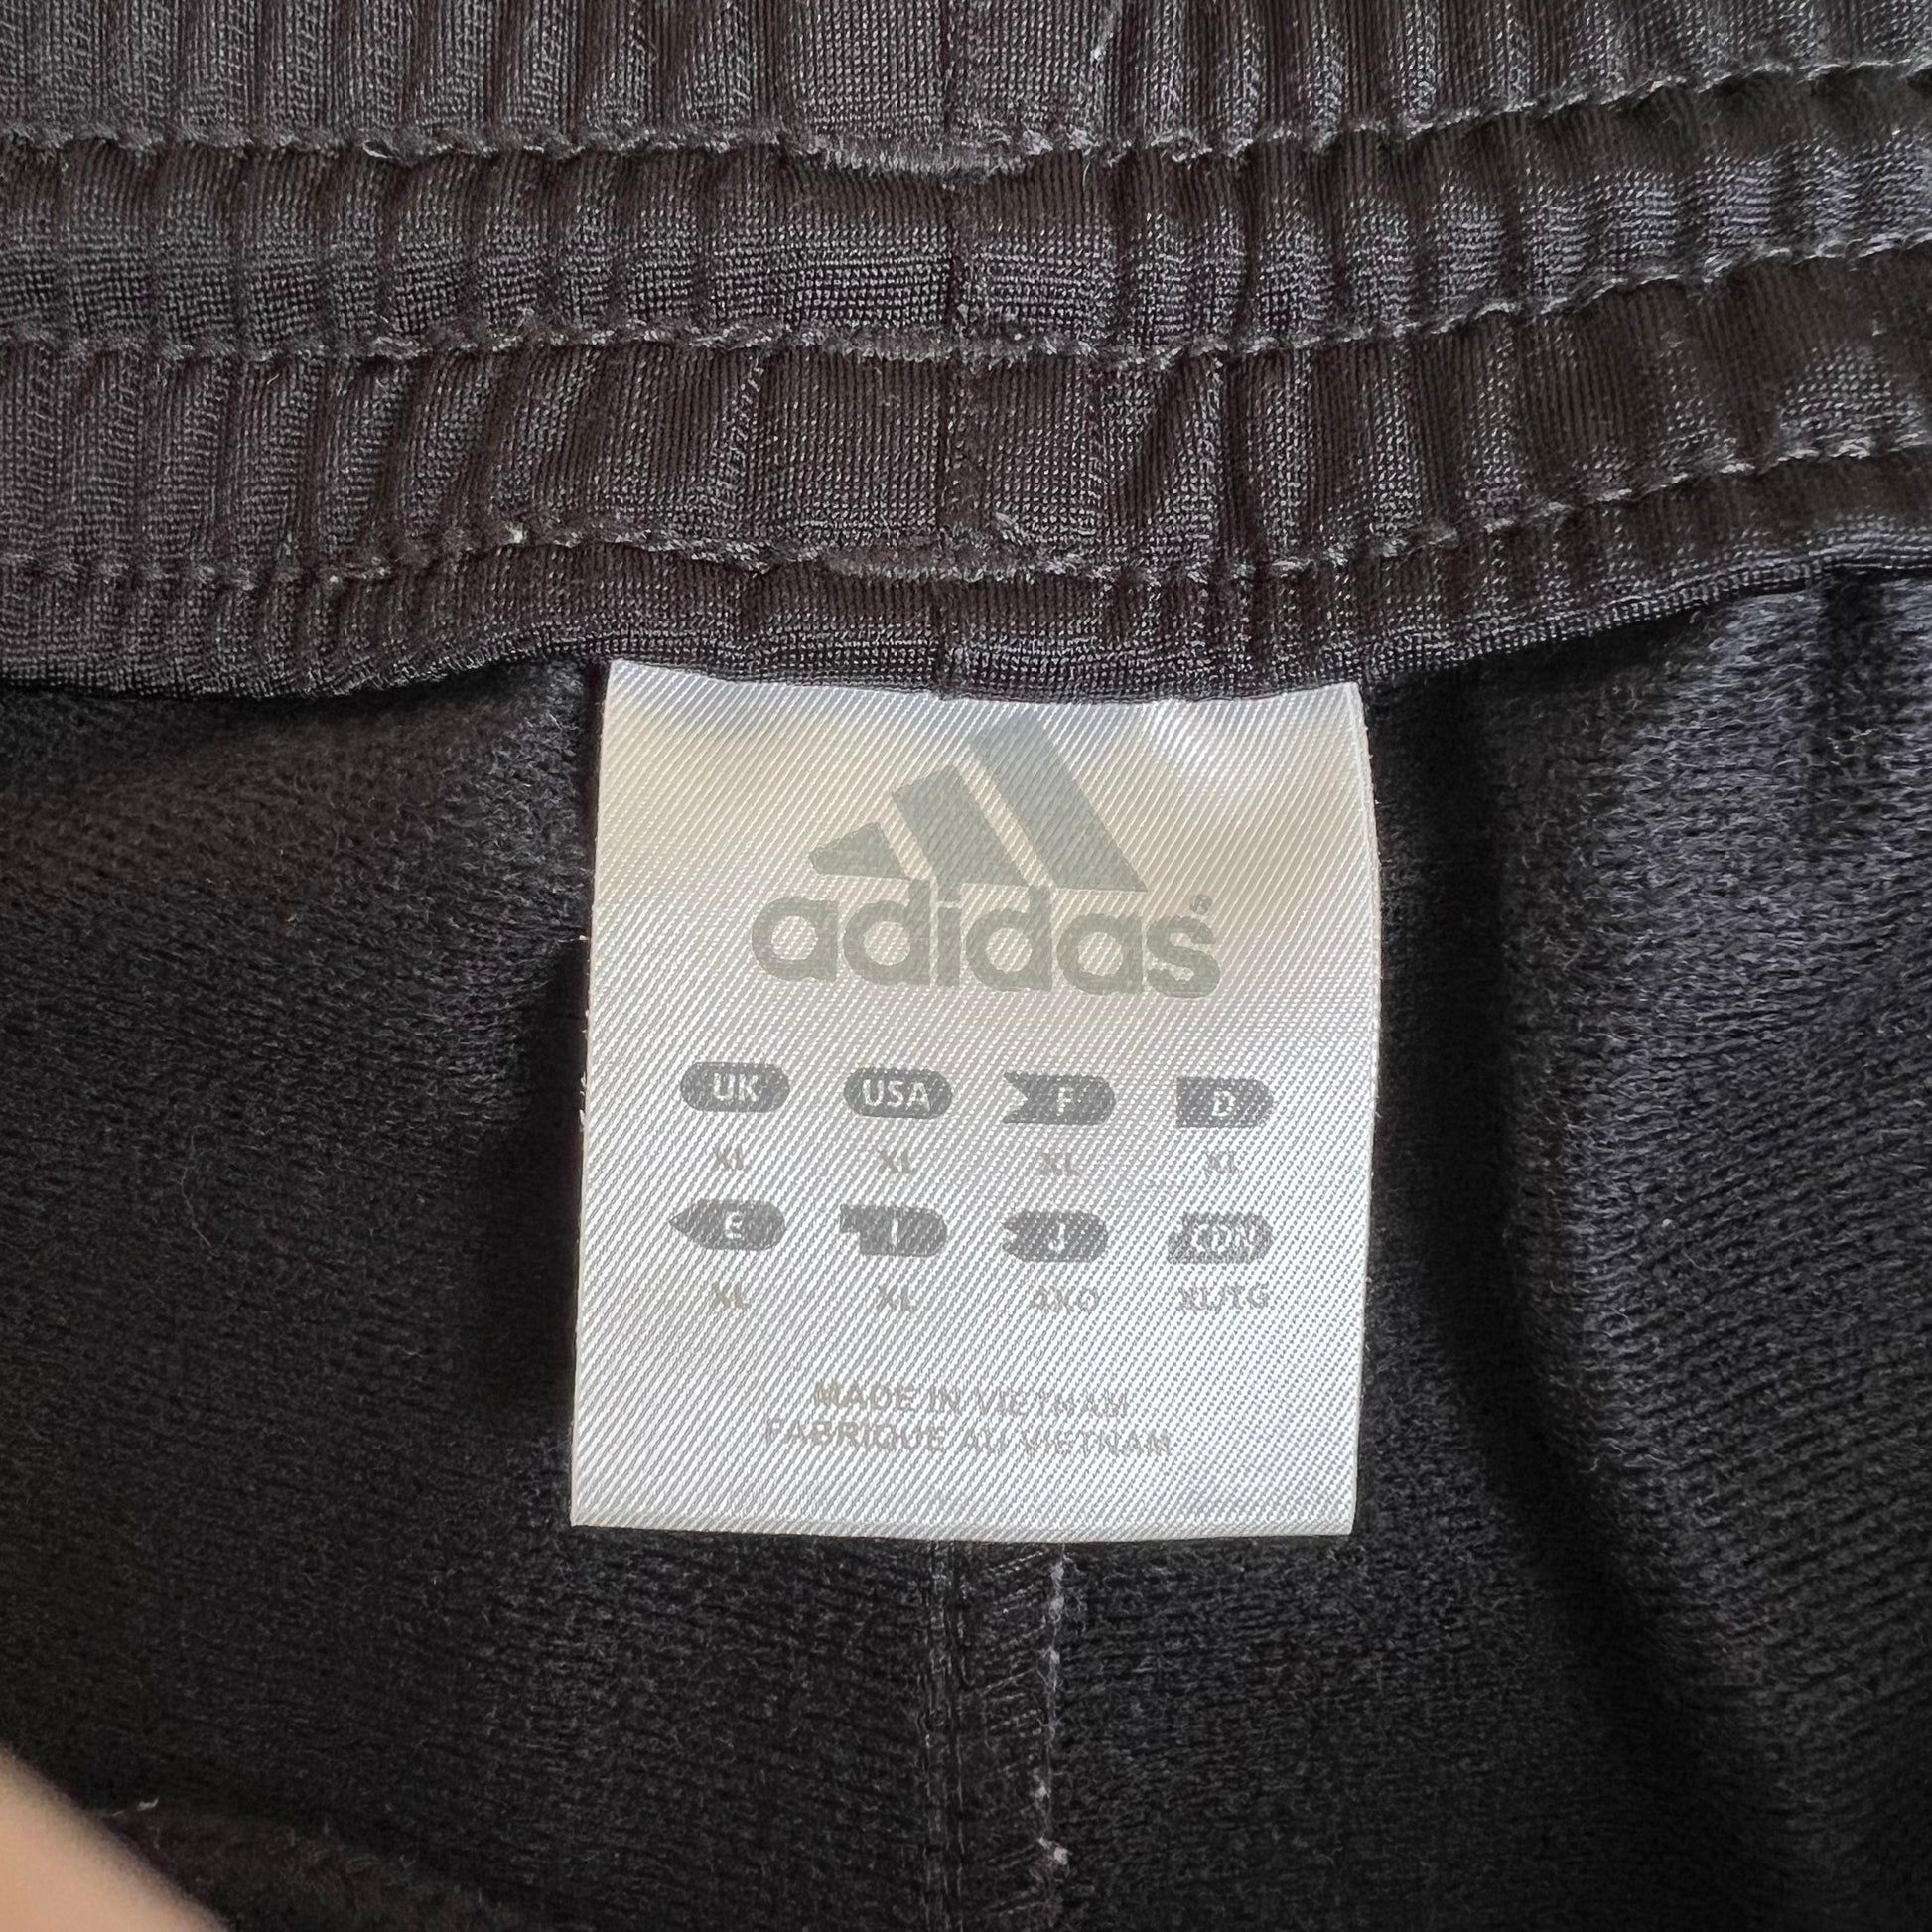 adidas®
UK USA F D
XL XL XL XL
E I J CDN
XL XL 4XO XL/TG
MADE IN VIETNAM
FABRIQUE AU VIETNAM